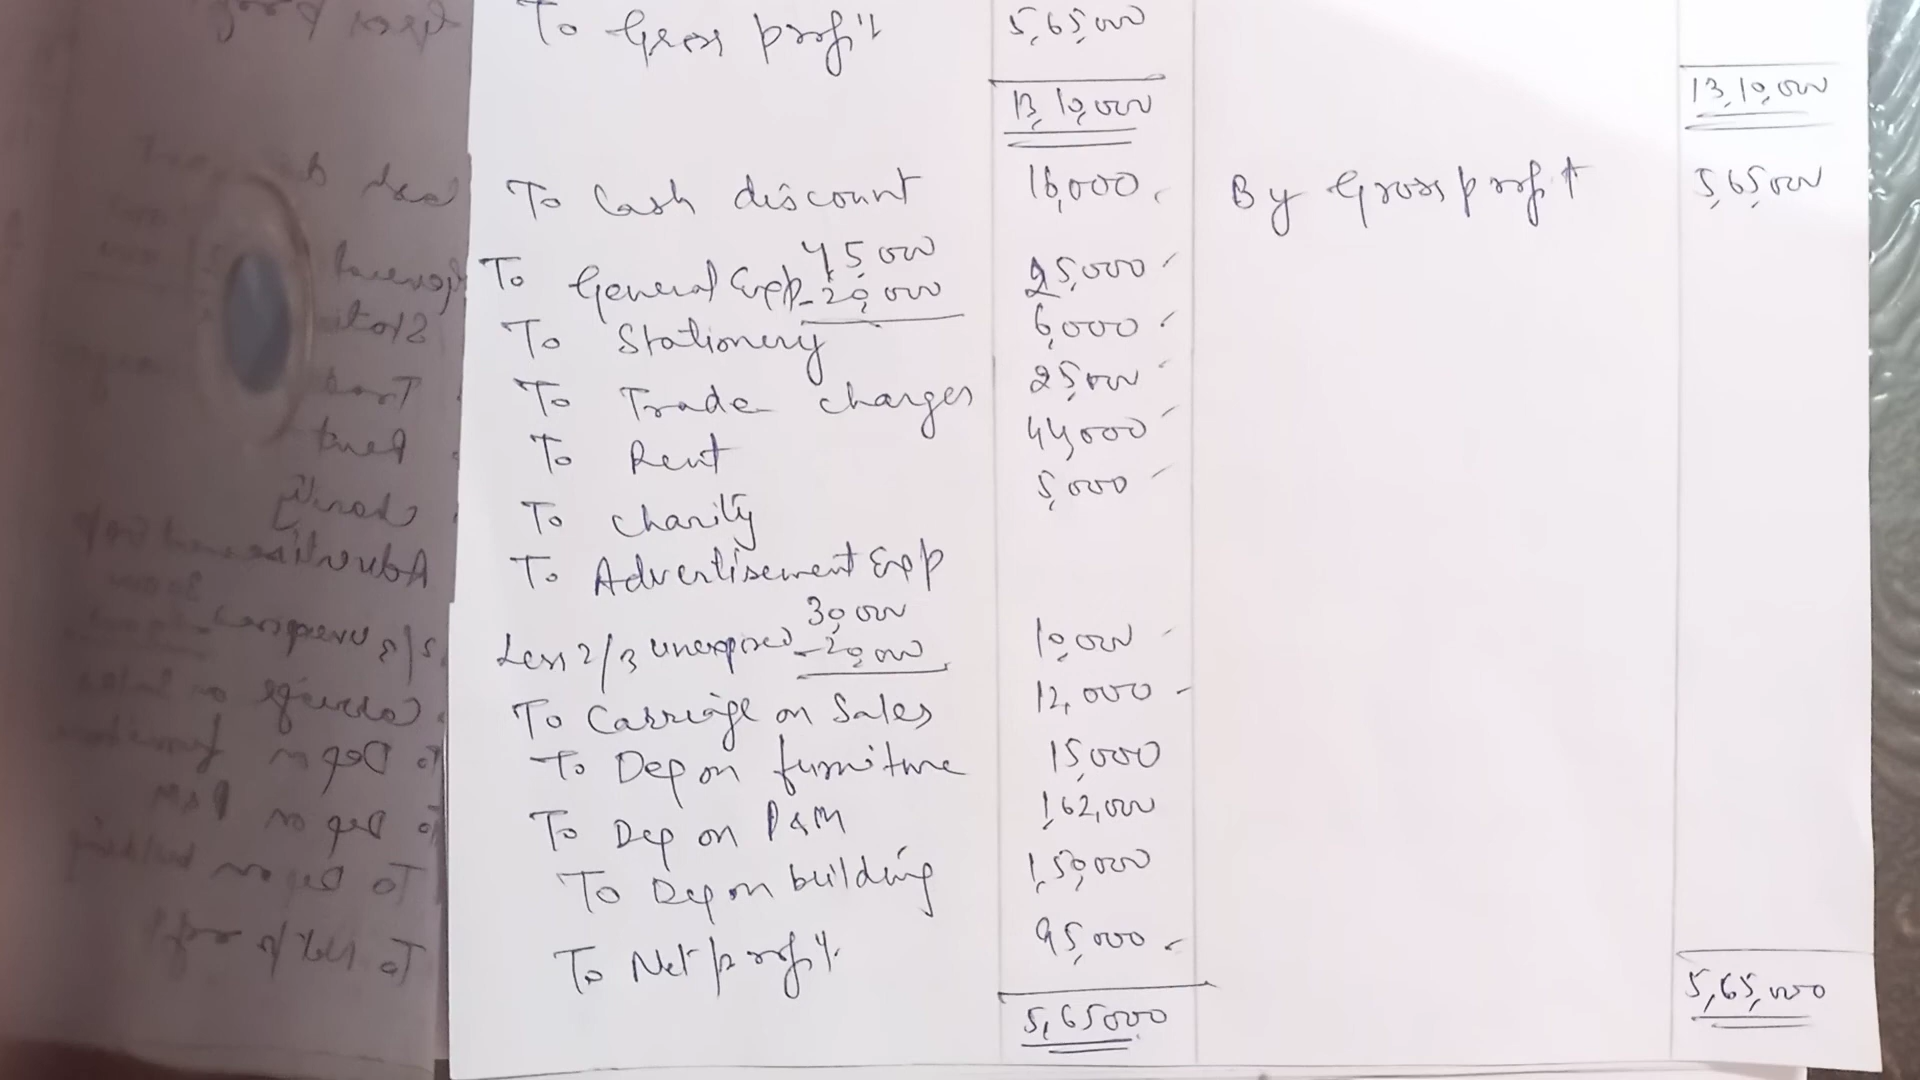 To Gross profit 5,65,000
13,10,000 13,10,000
To Cash discount 16,000 By Gross profit 5,65,000
45,000
To General Exp - 20,000 25,000
To Stationery 6,000
To Trade charges 25,000
To Rent 44,000
To charity 5,000
To Advertisement Exp
30,000
Less 2/3 unexpired - 20,000 10,000
To Carriage on Sales 12,000
To Dep on furniture 15,000
To Dep on P&M 1,62,000
To Dep on building 1,50,000
To Net profit 95,000
5,65000 5,65,000